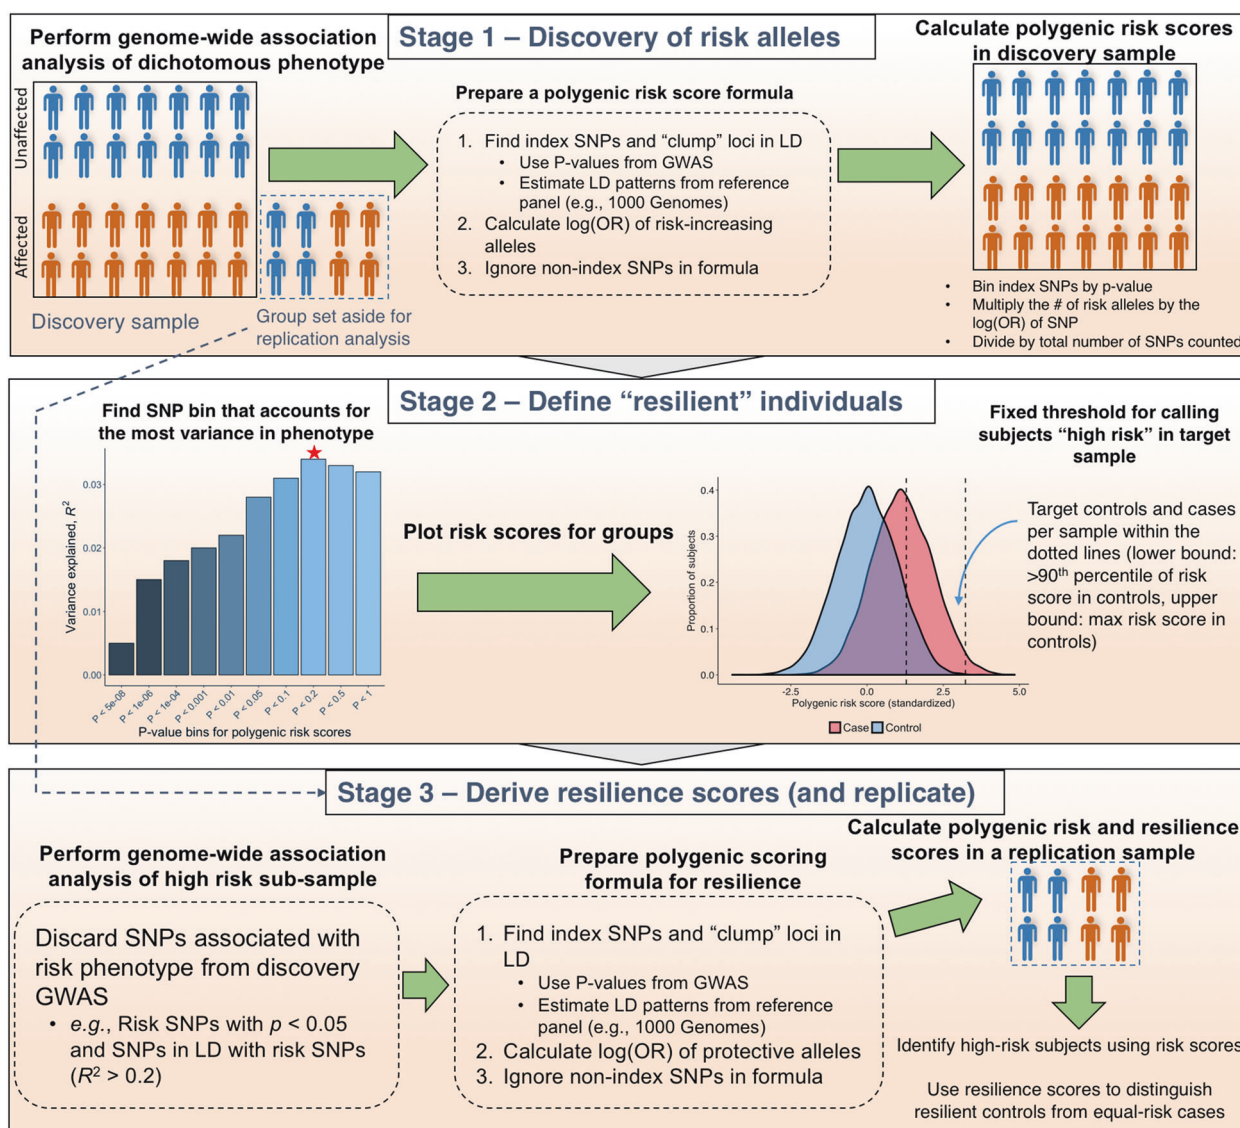 Stage 1 – Discovery of risk alleles
Perform genome-wide association
analysis of dichotomous phenotype
Unaffected
Affected
Discovery sample
Group set aside for
replication analysis
Prepare a polygenic risk score formula
1. Find index SNPs and “clump” loci in LD
• Use P-values from GWAS
• Estimate LD patterns from reference
panel (e.g., 1000 Genomes)
2. Calculate log(OR) of risk-increasing
alleles
3. Ignore non-index SNPs in formula
Calculate polygenic risk scores
in discovery sample
• Bin index SNPs by p-value
• Multiply the # of risk alleles by the
log(OR) of SNP
• Divide by total number of SNPs counted
Stage 2 – Define “resilient” individuals
Find SNP bin that accounts for
the most variance in phenotype
Variance explained, R²
0.03
0.02
0.01
0.00
P < 5e-08
P < 1e-06
P < 1e-04
P < 0.001
P < 0.01
P < 0.05
P < 0.1
P < 0.2
P < 0.5
P < 1
P-value bins for polygenic risk scores
Plot risk scores for groups
Proportion of subjects
0.4
0.3
0.2
0.1
0.0
-2.5
0.0
2.5
5.0
Polygenic risk score (standardized)
Case
Control
Fixed threshold for calling
subjects “high risk” in target
sample
Target controls and cases
per sample within the
dotted lines (lower bound:
>90th percentile of risk
score in controls, upper
bound: max risk score in
controls)
Stage 3 – Derive resilience scores (and replicate)
Perform genome-wide association
analysis of high risk sub-sample
Discard SNPs associated with
risk phenotype from discovery
GWAS
• e.g., Risk SNPs with p < 0.05
and SNPs in LD with risk SNPs
(R² > 0.2)
Prepare polygenic scoring
formula for resilience
1. Find index SNPs and “clump” loci in
LD
• Use P-values from GWAS
• Estimate LD patterns from reference
panel (e.g., 1000 Genomes)
2. Calculate log(OR) of protective alleles
3. Ignore non-index SNPs in formula
Calculate polygenic risk and resilience
scores in a replication sample
Identify high-risk subjects using risk scores
Use resilience scores to distinguish
resilient controls from equal-risk cases